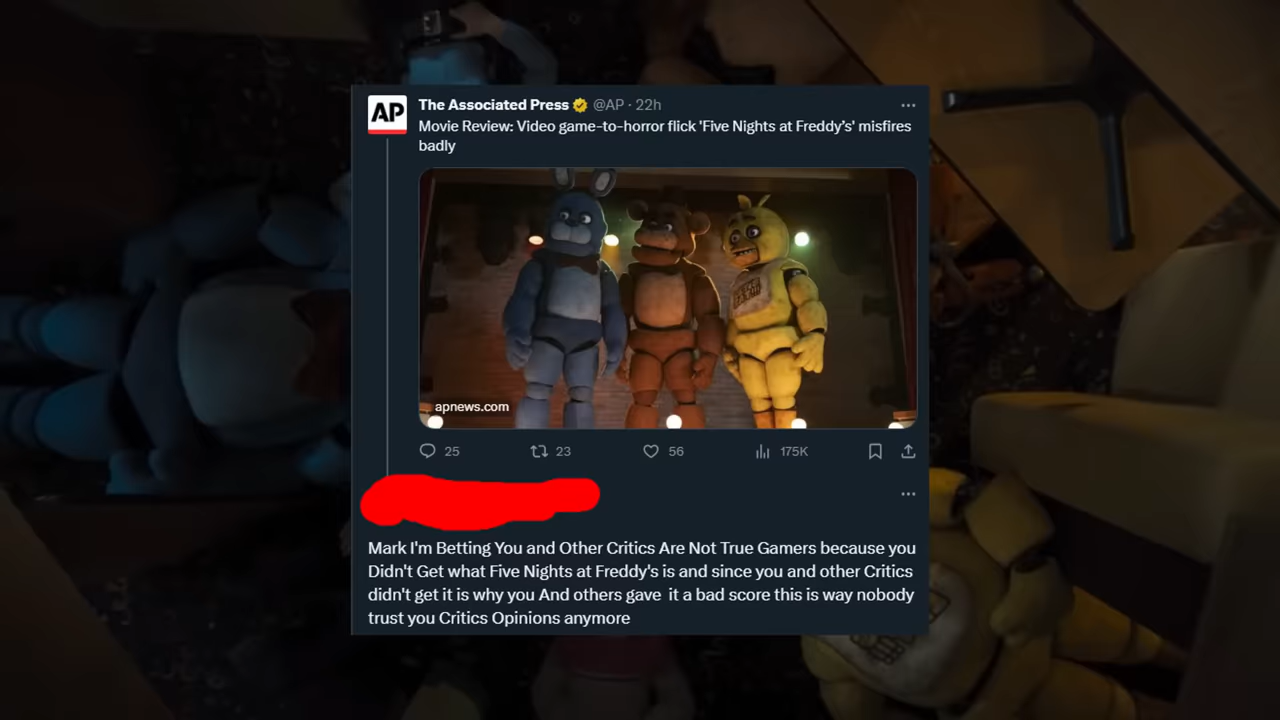 AP The Associated Press @AP · 22h
Movie Review: Video game-to-horror flick 'Five Nights at Freddy's' misfires
badly
apnews.com
25 23 56 175K
Mark I'm Betting You and Other Critics Are Not True Gamers because you
Didn't Get what Five Nights at Freddy's is and since you and other Critics
didn't get it is why you And others gave  it a bad score this is way nobody
trust you Critics Opinions anymore